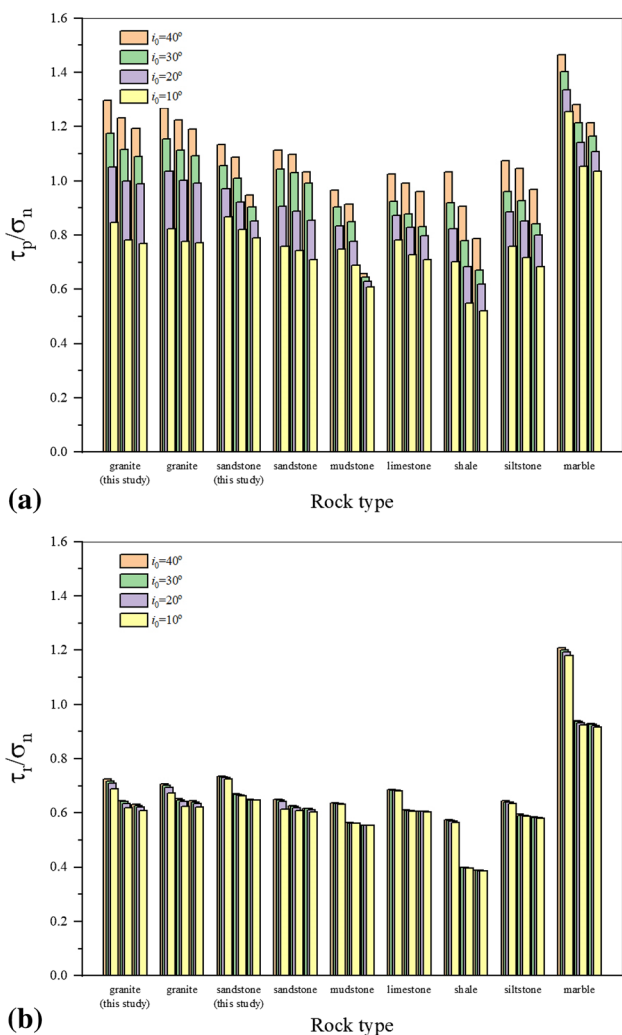 1.6
i₀=40°
i₀=30°
i₀=20°
i₀=10°
1.4
1.2
1.0
0.8
0.6
0.4
0.2
0.0
τp/σn
granite
(this study)
granite
sandstone
(this study)
sandstone
mudstone
limestone
shale
siltstone
marble
(a)
Rock type
1.6
i₀=40°
i₀=30°
i₀=20°
i₀=10°
1.4
1.2
1.0
0.8
0.6
0.4
0.2
0.0
τr/σn
granite
(this study)
granite
sandstone
(this study)
sandstone
mudstone
limestone
shale
siltstone
marble
(b)
Rock type